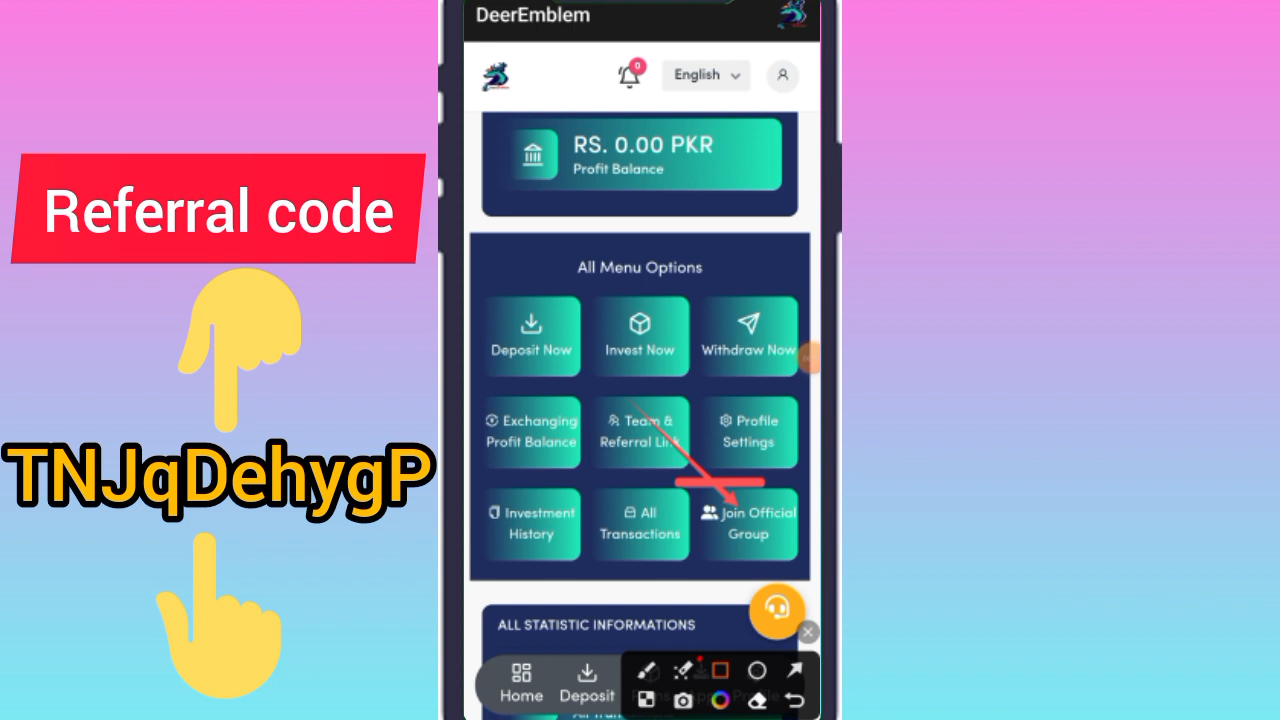 DeerEmblem
0
English
RS. 0.00 PKR
Profit Balance
Referral code
TNJqDehygP
All Menu Options
Deposit Now
Invest Now
Withdraw Now
Exchanging
Profit Balance
Team &
Referral Link
Profile
Settings
Investment
History
All
Transactions
Join Official
Group
ALL STATISTIC INFORMATIONS
Home
Deposit